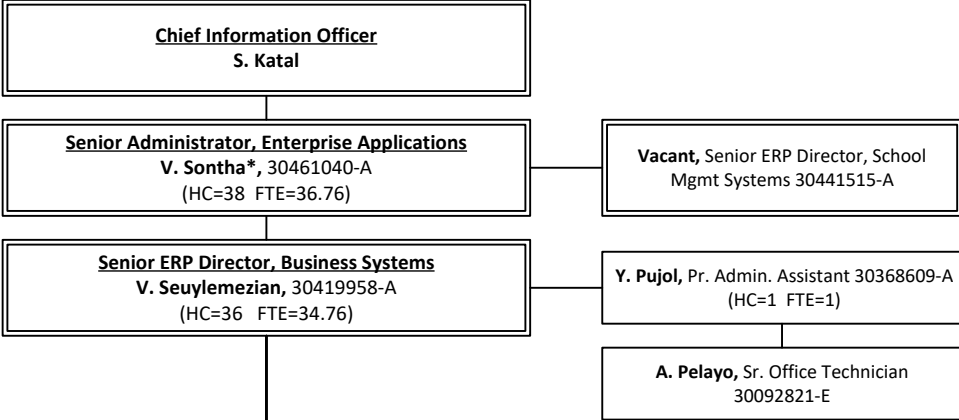 Chief Information Officer
S. Katal
Senior Administrator, Enterprise Applications
V. Sontha*, 30461040-A
(HC=38 FTE=36.76)
Vacant, Senior ERP Director, School
Mgmt Systems 30441515-A
Senior ERP Director, Business Systems
V. Seuylemezian, 30419958-A
(HC=36 FTE=34.76)
Y. Pujol, Pr. Admin. Assistant 30368609-A
(HC=1 FTE=1)
A. Pelayo, Sr. Office Technician
30092821-E